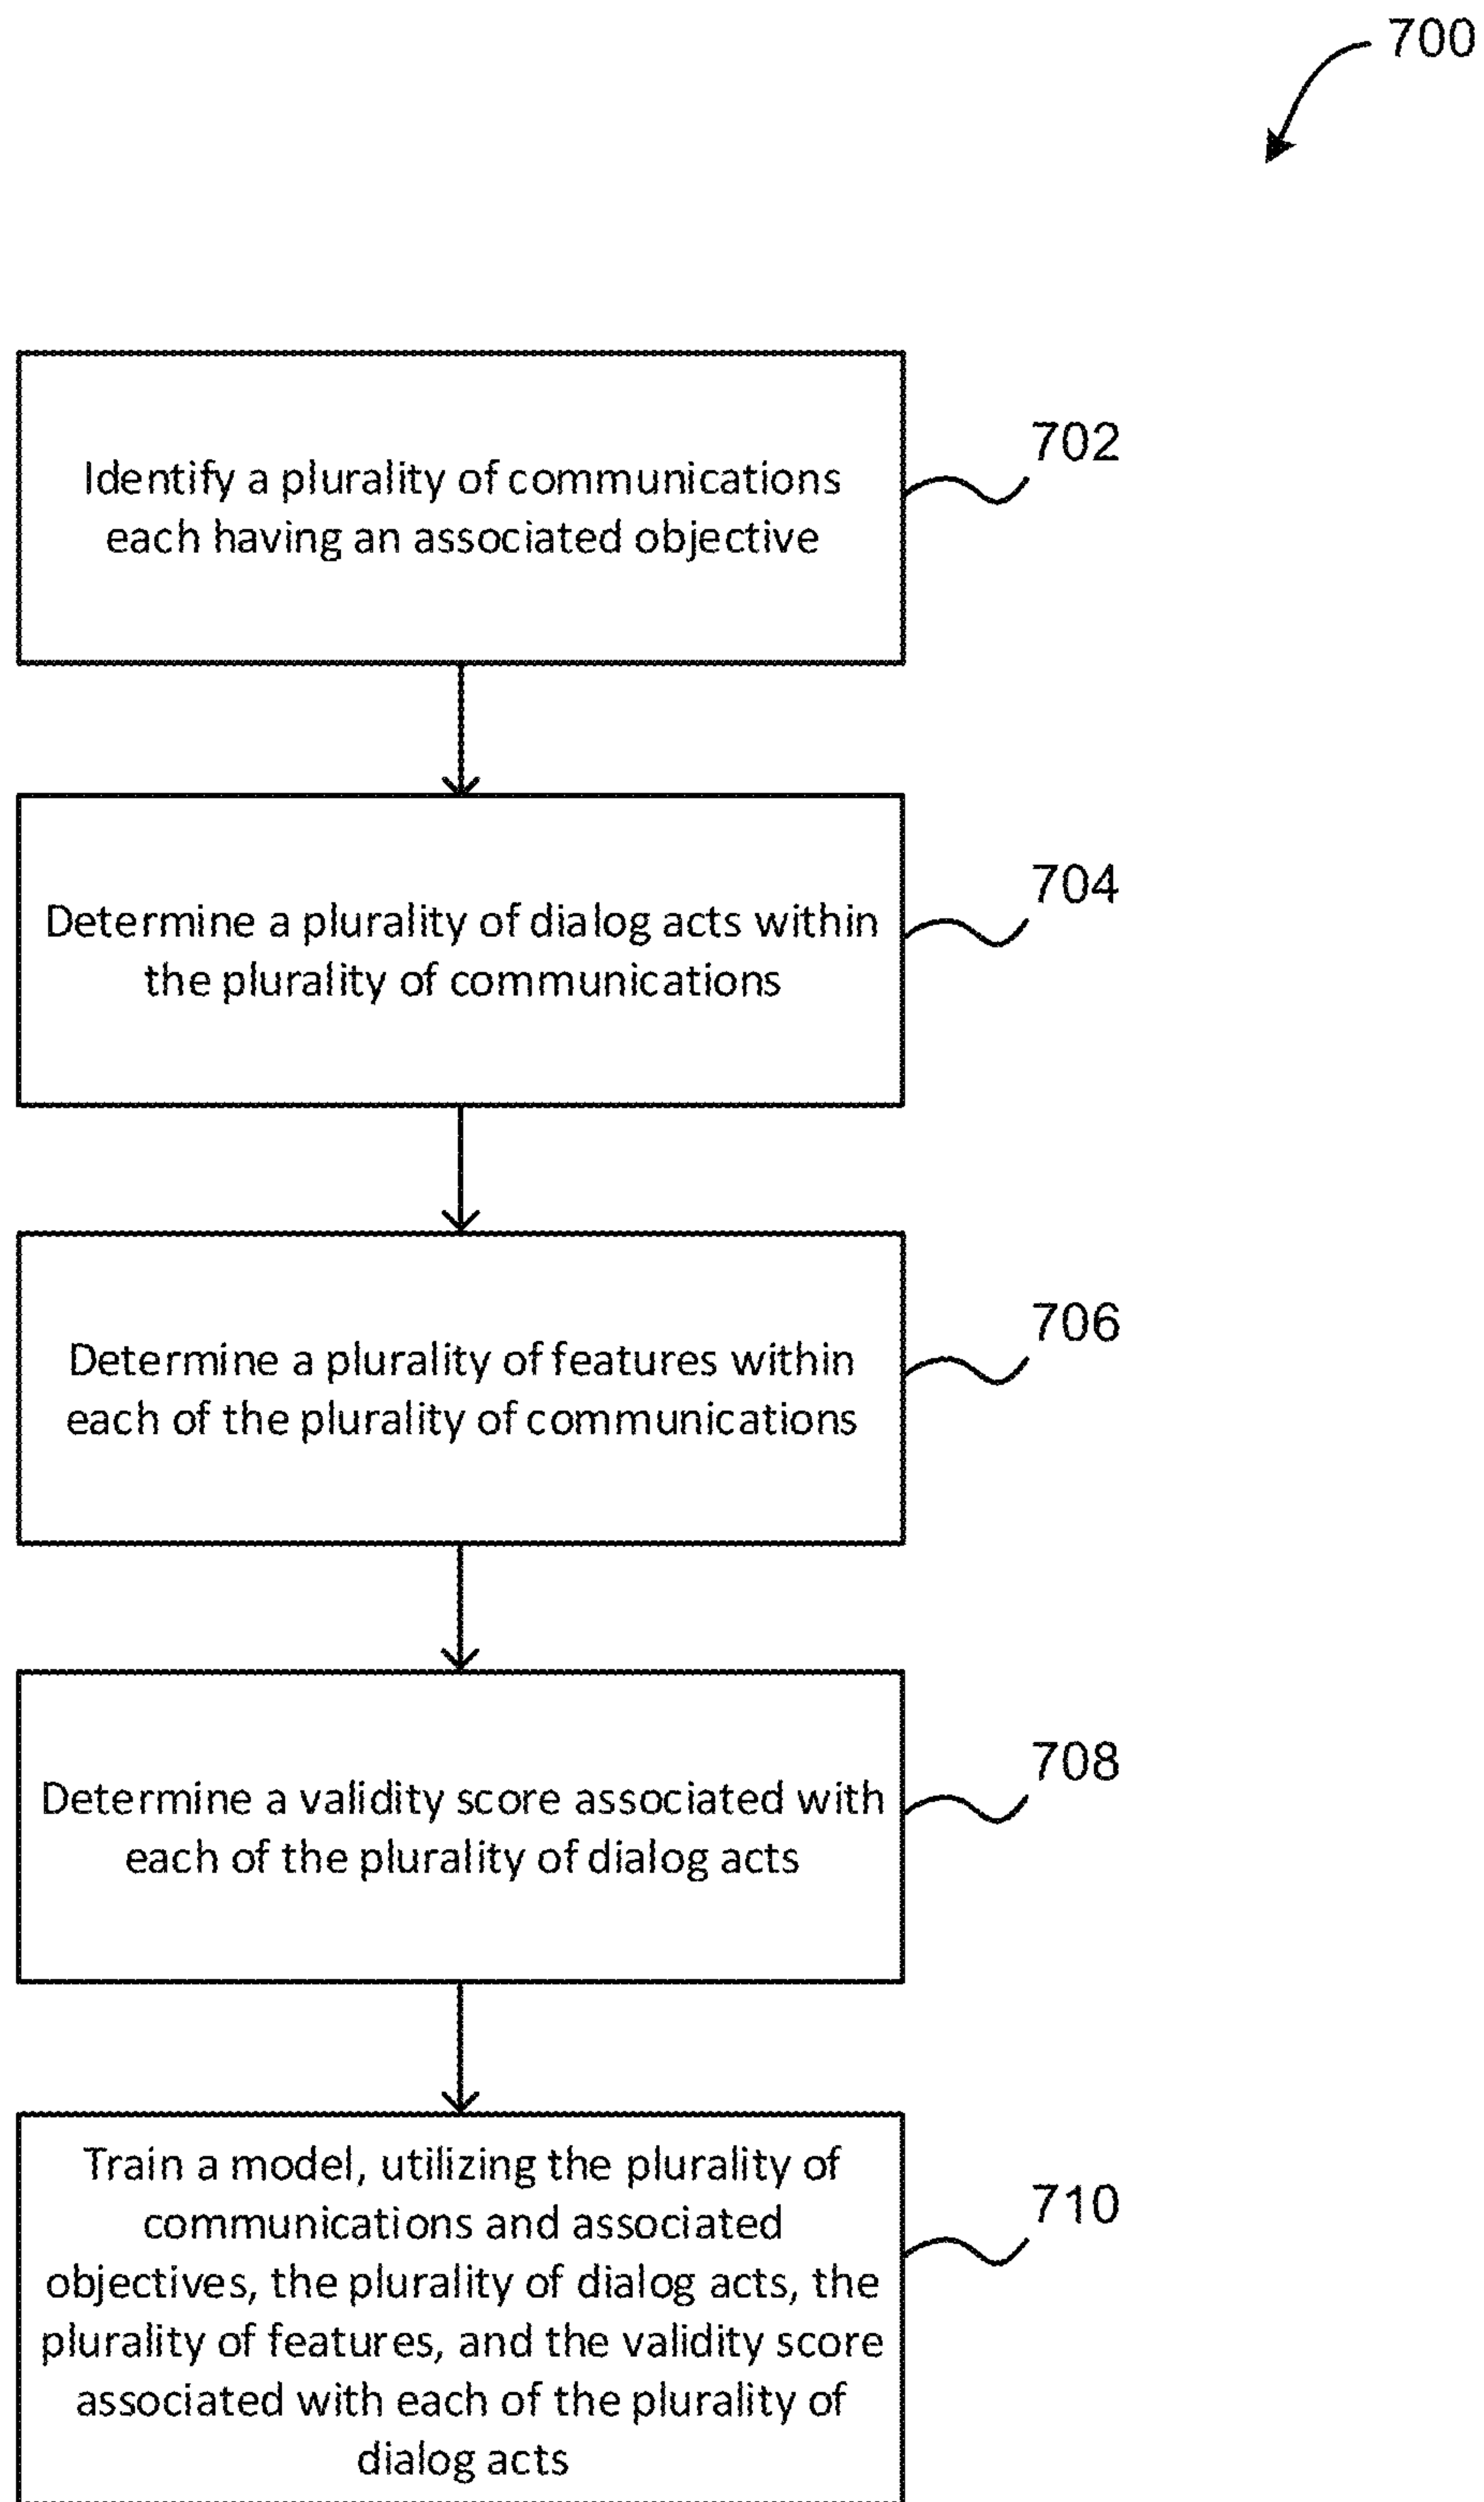 700
Identify a plurality of communications
each having an associated objective
702
Determine a plurality of dialog acts within
the plurality of communications
704
Determine a plurality of features within
each of the plurality of communications
706
Determine a validity score associated with
each of the plurality of dialog acts
708
Train a model, utilizing the plurality of
communications and associated
objectives, the plurality of dialog acts, the
plurality of features, and the validity score
associated with each of the plurality of
dialog acts
710